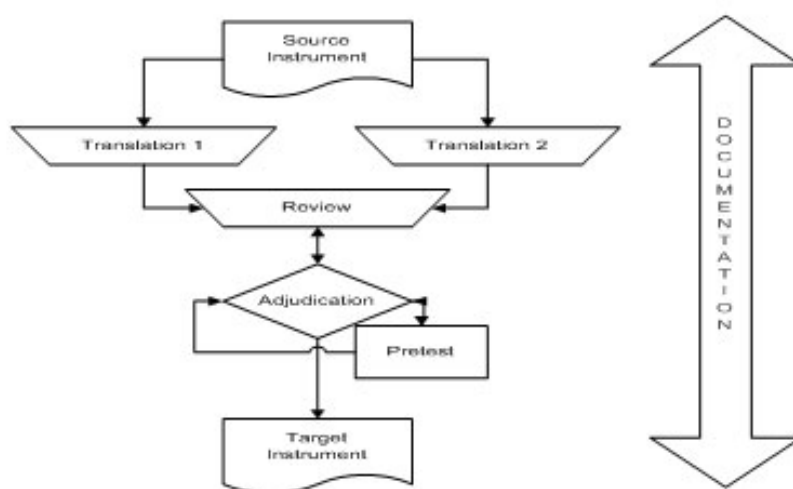 Source
Instrument
Translation 1
Translation 2
Review
Adjudication
Pretest
Target
Instrument
DOCUMENTATION